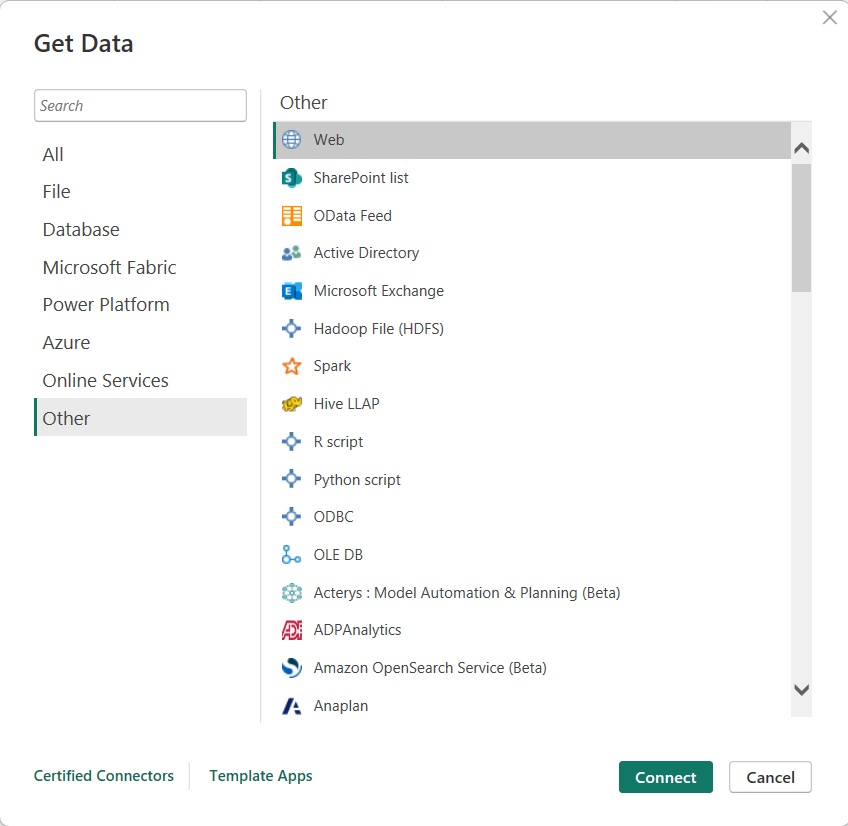 Get Data
Search
All
File
Database
Microsoft Fabric
Power Platform
Azure
Online Services
Other
Other
Web
SharePoint list
OData Feed
Active Directory
Microsoft Exchange
Hadoop File (HDFS)
Spark
Hive LLAP
R script
Python script
ODBC
OLE DB
Acterys : Model Automation & Planning (Beta)
ADPAnalytics
Amazon OpenSearch Service (Beta)
Anaplan
Certified Connectors
Template Apps
Connect
Cancel